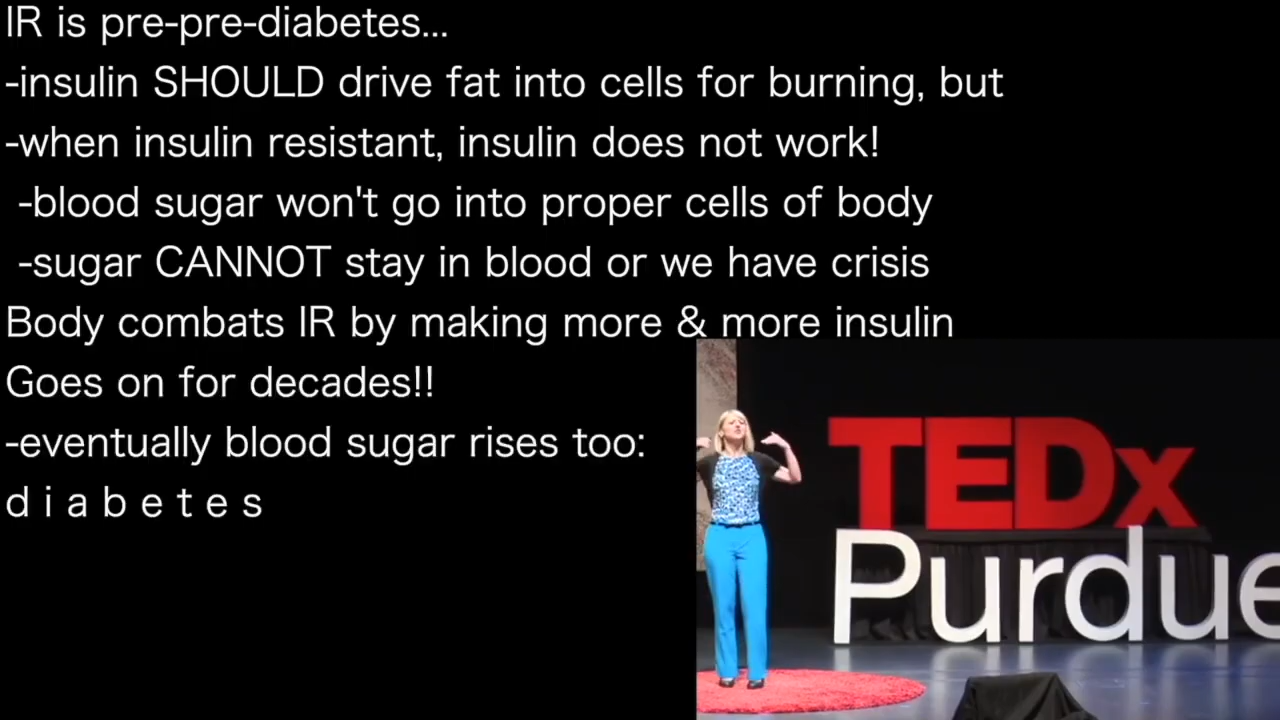 IR is pre-pre-diabetes...
-insulin SHOULD drive fat into cells for burning, but
-when insulin resistant, insulin does not work!
-blood sugar won't go into proper cells of body
-sugar CANNOT stay in blood or we have crisis
Body combats IR by making more & more insulin
Goes on for decades!!
-eventually blood sugar rises too:
d i a b e t e s
TEDx
Purdue